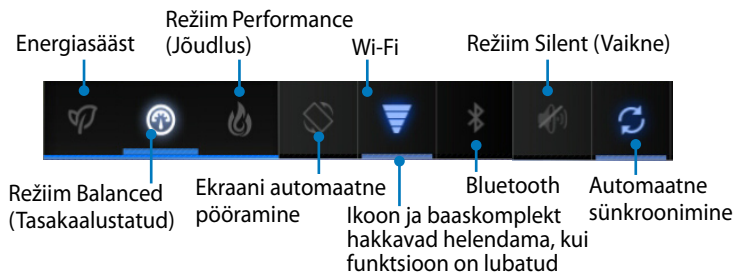 Režiim Performance
(Jõudlus)
Energiasääst
Wi-Fi
Režiim Silent (Vaikne)
Režiim Balanced
(Tasakaalustatud)
Ekraani automaatne
pööramine
Ikoon ja baaskomplekt
hakkavad helendama, kui
funktsioon on lubatud
Bluetooth
Automaatne
sünkroonimine